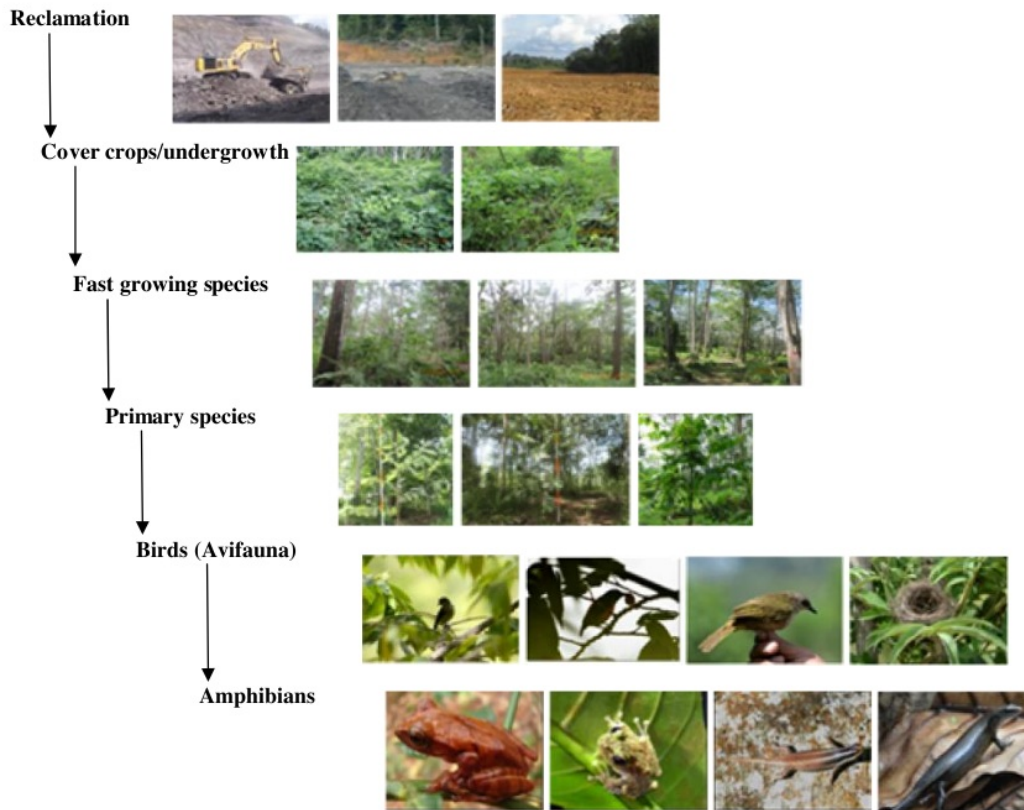 Reclamation
Cover crops/undergrowth
Fast growing species
Primary species
Birds (Avifauna)
Amphibians